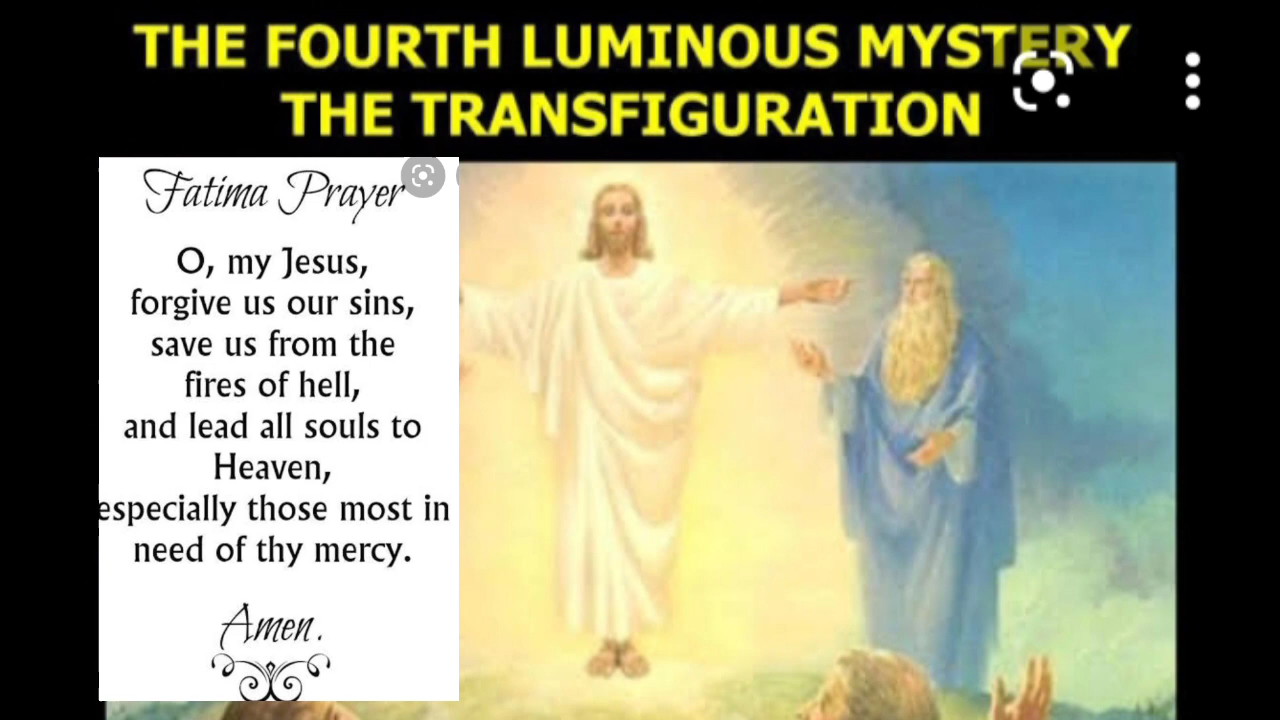 THE FOURTH LUMINOUS MYSTERY
THE TRANSFIGURATION
Fatima Prayer
O, my Jesus,
forgive us our sins,
save us from the
fires of hell,
and lead all souls to
Heaven,
especially those most in
need of thy mercy.
Amen.